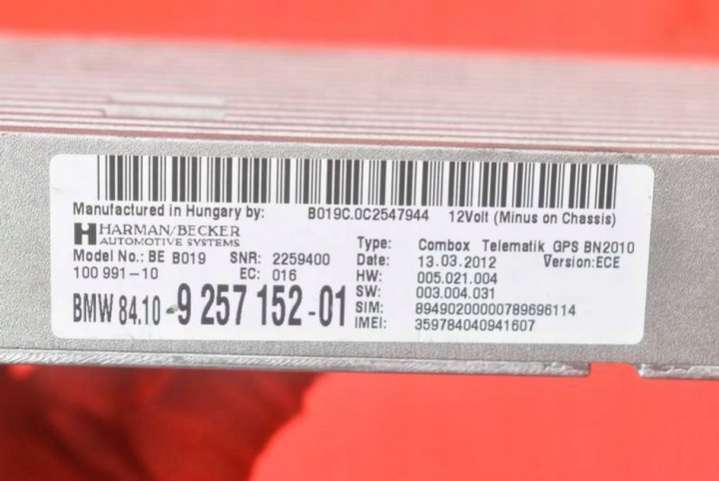 Manufactured in Hungary by: B019C.0C2547944 12Volt (Minus on Chassis)
HARMAN/BECKER
AUTOMOTIVE SYSTEMS
Model No.: BE B019 SNR: 2259400
100 991-10 EC: 016
BMW 84.10 -9 257 152-01
Type: Combox Telematik GPS BN2010
Date: 13.03.2012 Version:ECE
HW: 005.021.004
SW: 003.004.031
SIM: 89490200000789696114
IMEI: 359784040941607